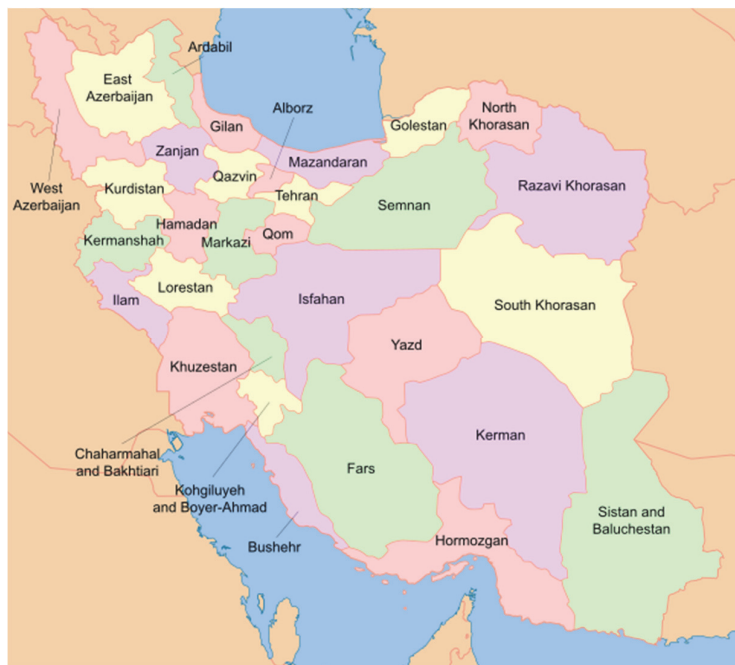 Ardabil
East
Azerbaijan
Alborz
North
Khorasan
Gilan
Golestan
Zanjan
Mazandaran
Qazvin
Razavi Khorasan
West
Azerbaijan
Kurdistan
Tehran
Semnan
Hamadan
Qom
Kermanshah
Markazi
Lorestan
Ilam
Isfahan
South Khorasan
Yazd
Khuzestan
Kerman
Chaharmahal
and Bakhtiari
Fars
Kohgiluyeh
and Boyer-Ahmad
Sistan and
Baluchestan
Hormozgan
Bushehr